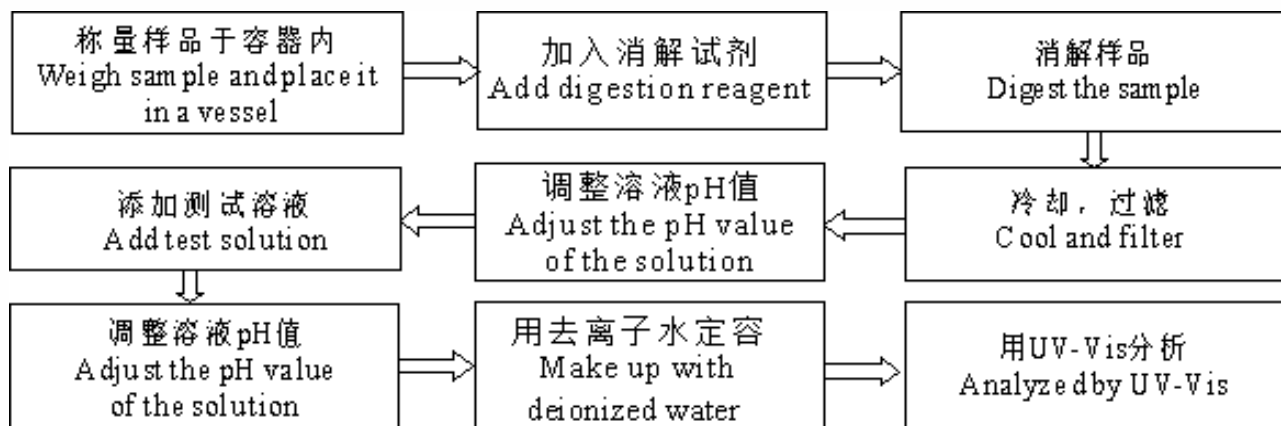 称量样品于容器内
Weigh sample andplace it
in a vessel
加入消解试剂
Add digestion reagent
消解样品
Digest the sample
冷却，过滤
Cool and filter
调整溶液pH值
Adjust the pH value
of the solution
添加测试溶液
Add test solution
调整溶液pH值
Adjust the pH value
of the solution
用去离子水定容
Make up with
deionized water
用UV-Vis分析
Analyzed by UV-Vis